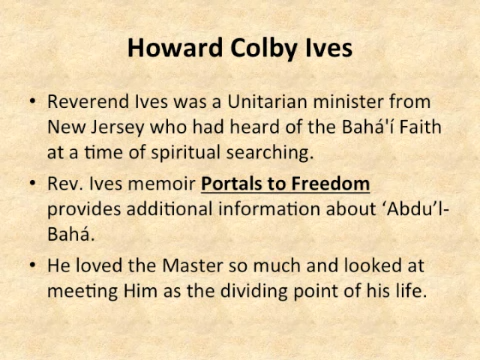 Howard Colby Ives
• Reverend Ives was a Unitarian minister from
New Jersey who had heard of the Bahá'í Faith
at a time of spiritual searching.
• Rev. Ives memoir Portals to Freedom
provides additional information about ‘Abdu’l-
Bahá.
• He loved the Master so much and looked at
meeting Him as the dividing point of his life.